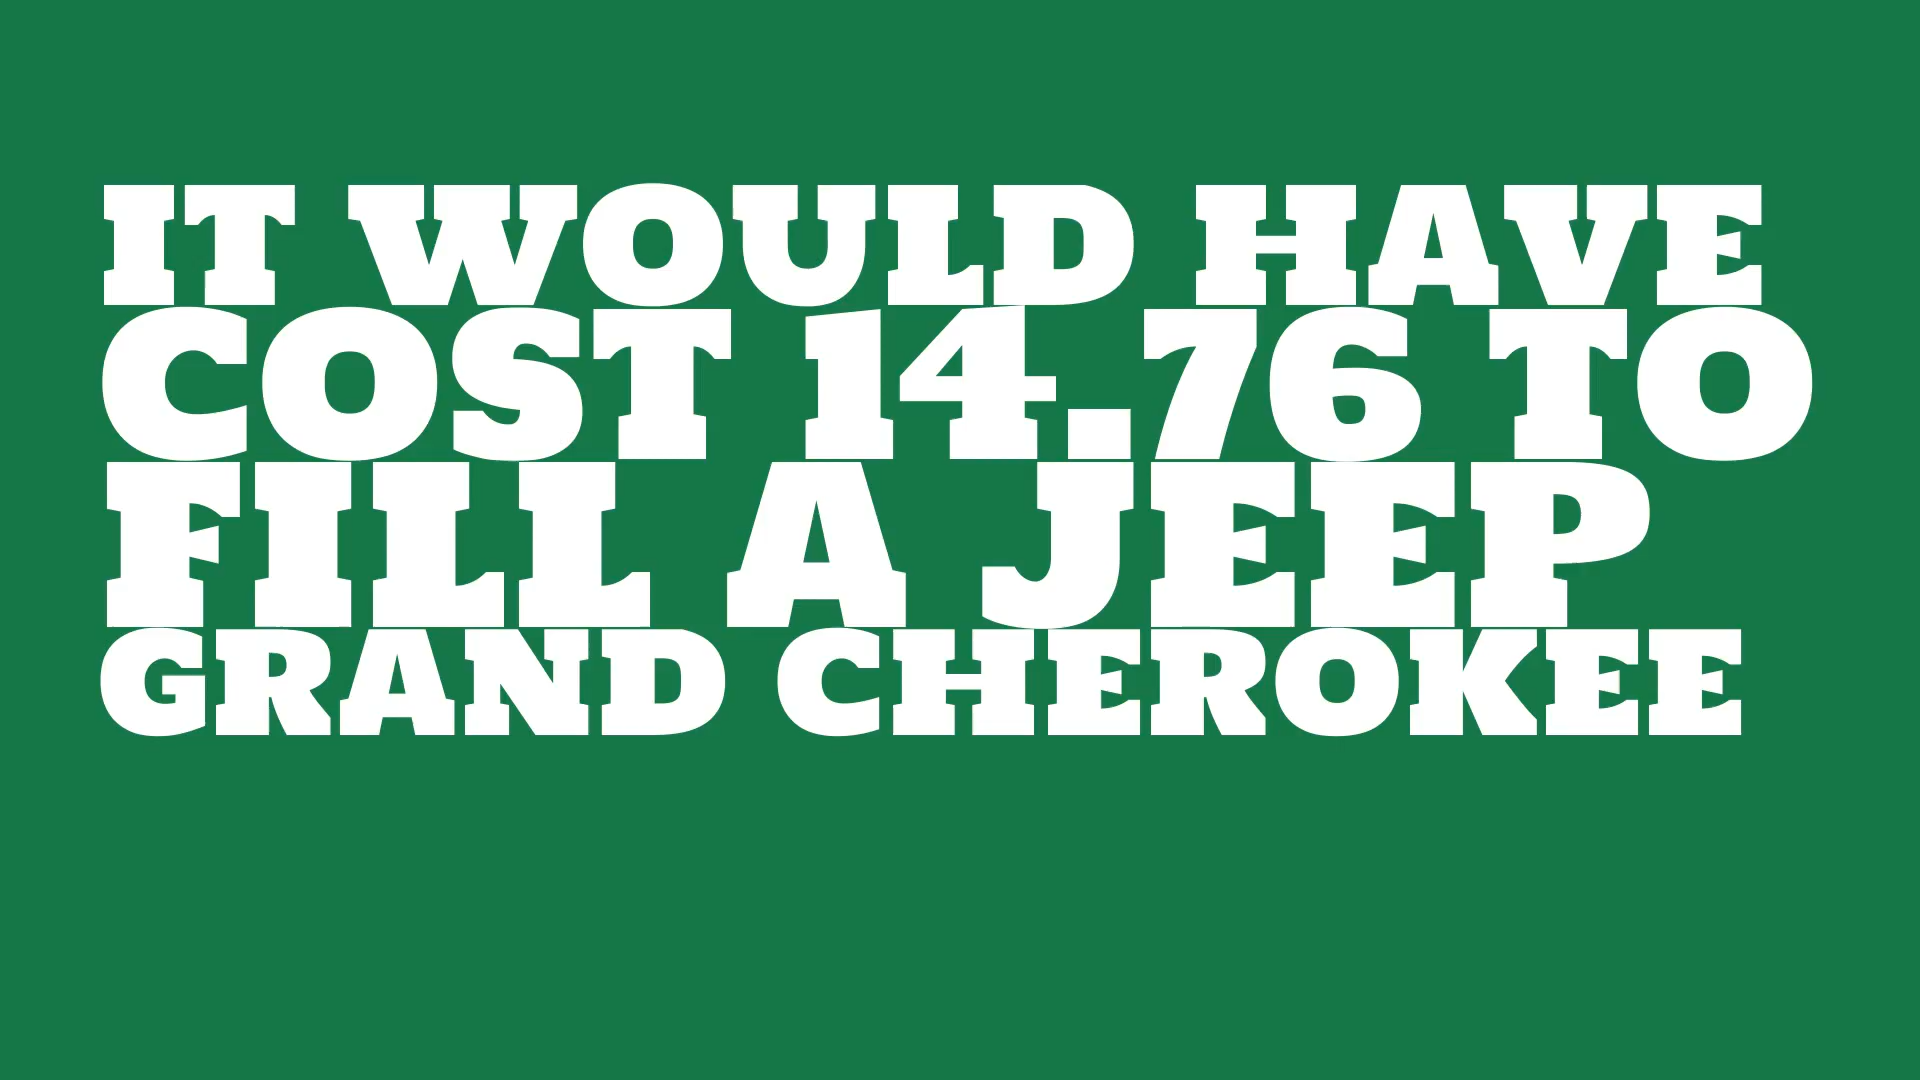 IT WOULD HAVE
COST 14.76 TO
FILL A JEEP
GRAND CHEROKEE